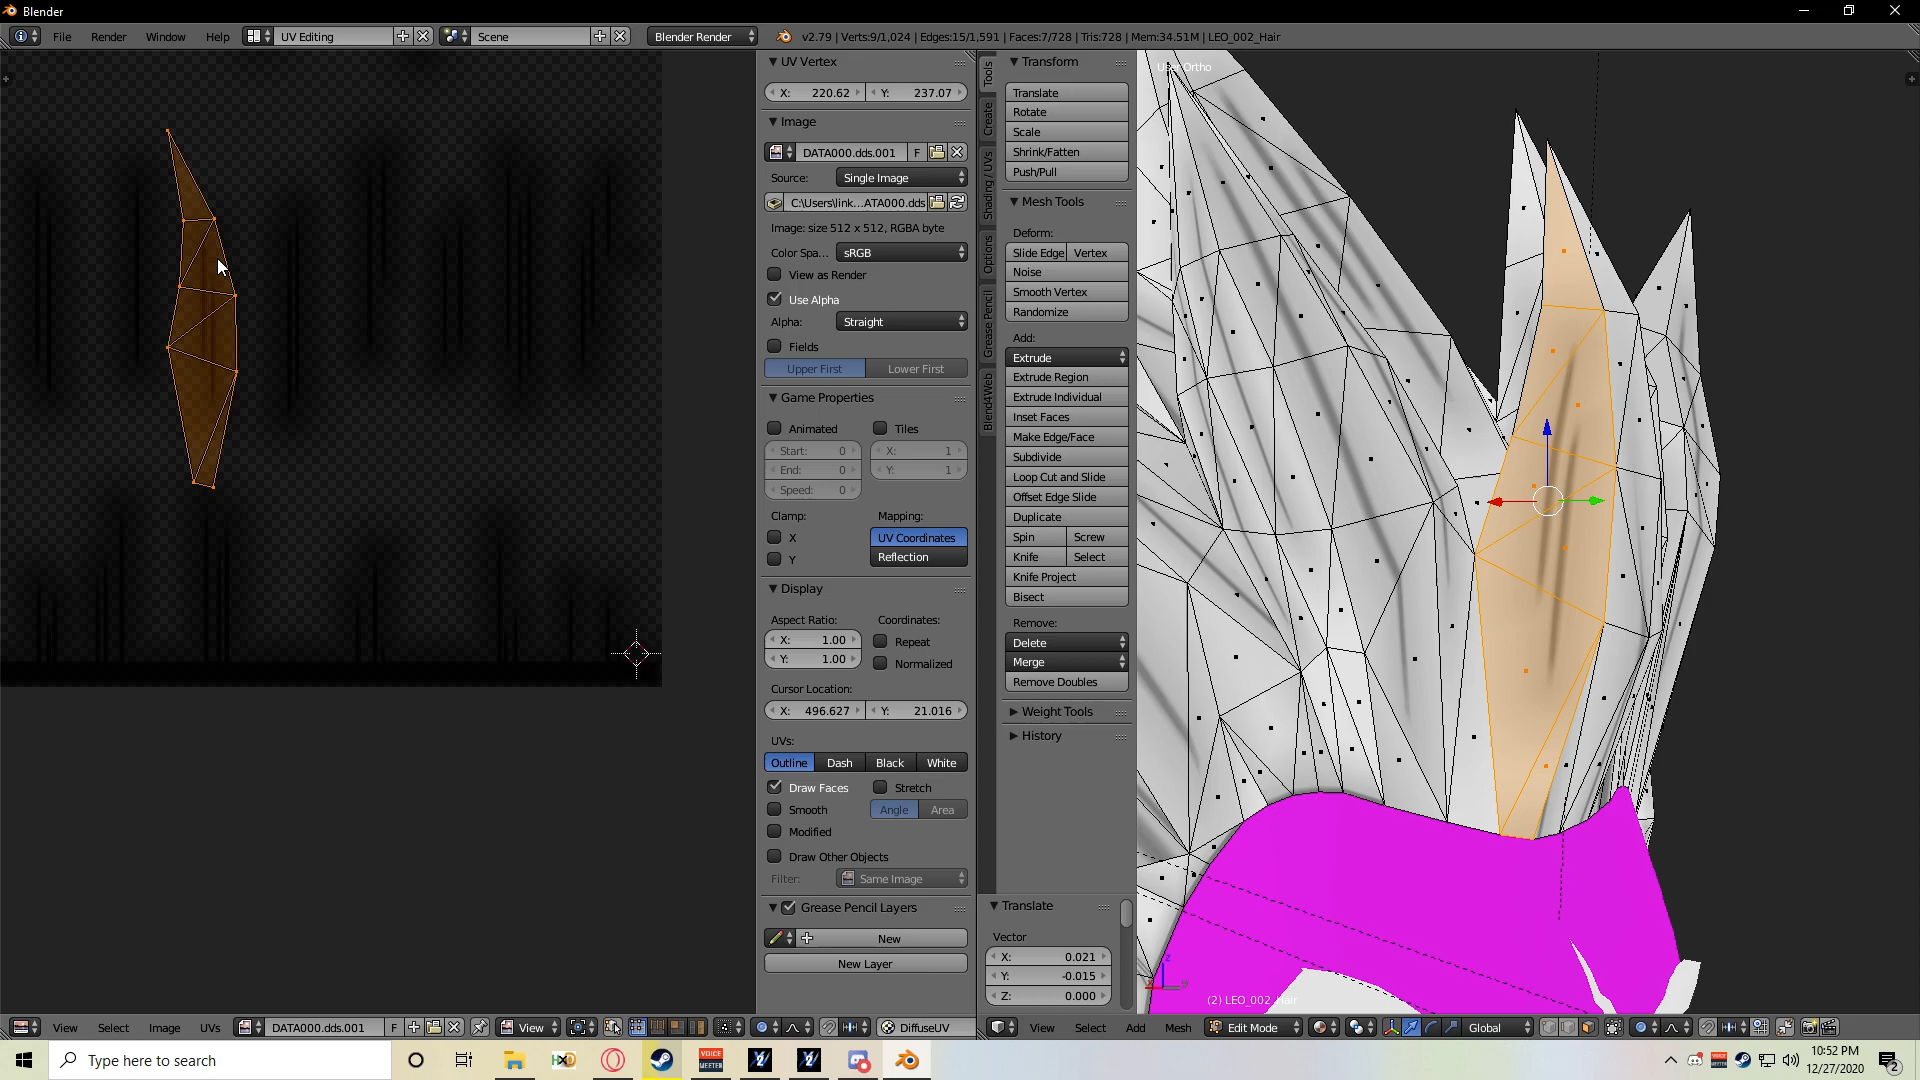 Blender
File Render Window Help UV Editing Scene Blender Render v2.79 | Verts:9/1,024 | Edges:15/1,591 | Faces:7/728 | Tris:728 | Mem:34.51M | LEO_002_Hair
UV Vertex
X: 220.62 Y: 237.07
Image
DATA000.dds.001 F
Source: Single Image
C:\Users\link...ATA000.dds
Image: size 512 x 512, RGBA byte
Color Spa... sRGB
View as Render
Use Alpha
Alpha: Straight
Fields
Upper First Lower First
Game Properties
Animated Tiles
Start: 0 X: 1
End: 0 Y: 1
Speed: 0
Clamp: Mapping:
X UV Coordinates
Y Reflection
Display
Aspect Ratio: Coordinates:
X: 1.00 Repeat
Y: 1.00 Normalized
Cursor Location:
X: 496.627 Y: 21.016
UVs:
Outline Dash Black White
Draw Faces Stretch
Smooth Angle Area
Modified
Draw Other Objects
Filter: Same Image
Grease Pencil Layers
New
New Layer
Tools
Create
Shading / UVs
Options
Grease Pencil
Blend4Web
Transform
Translate
Rotate
Scale
Shrink/Fatten
Push/Pull
Mesh Tools
Deform:
Slide Edge Vertex
Noise
Smooth Vertex
Randomize
Add:
Extrude
Extrude Region
Extrude Individual
Inset Faces
Make Edge/Face
Subdivide
Loop Cut and Slide
Offset Edge Slide
Duplicate
Spin Screw
Knife Select
Knife Project
Bisect
Remove:
Delete
Merge
Remove Doubles
Weight Tools
History
Translate
Vector
X: 0.021
Y: -0.015
Z: 0.000
User Ortho
(2) LEO_002_Hair
View Select Image UVs DATA000.dds.001 F View DiffuseUV
View Select Add Mesh Edit Mode Global
Type here to search
VOICE MEETER
10:52 PM
12/27/2020
2